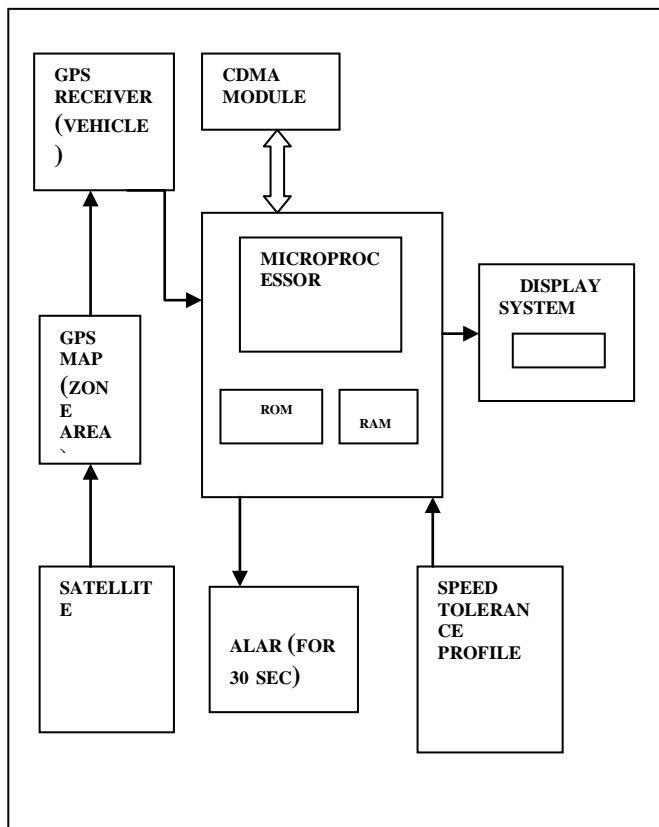 GPS
RECEIVER
(VEHICLE
)
CDMA
MODULE
MICROPROC
ESSOR
DISPLAY
SYSTEM
GPS
MAP
(ZON
E
AREA
ROM
RAM
SATELLIT
E
ALAR (FOR
30 SEC)
SPEED
TOLERAN
CE
PROFILE